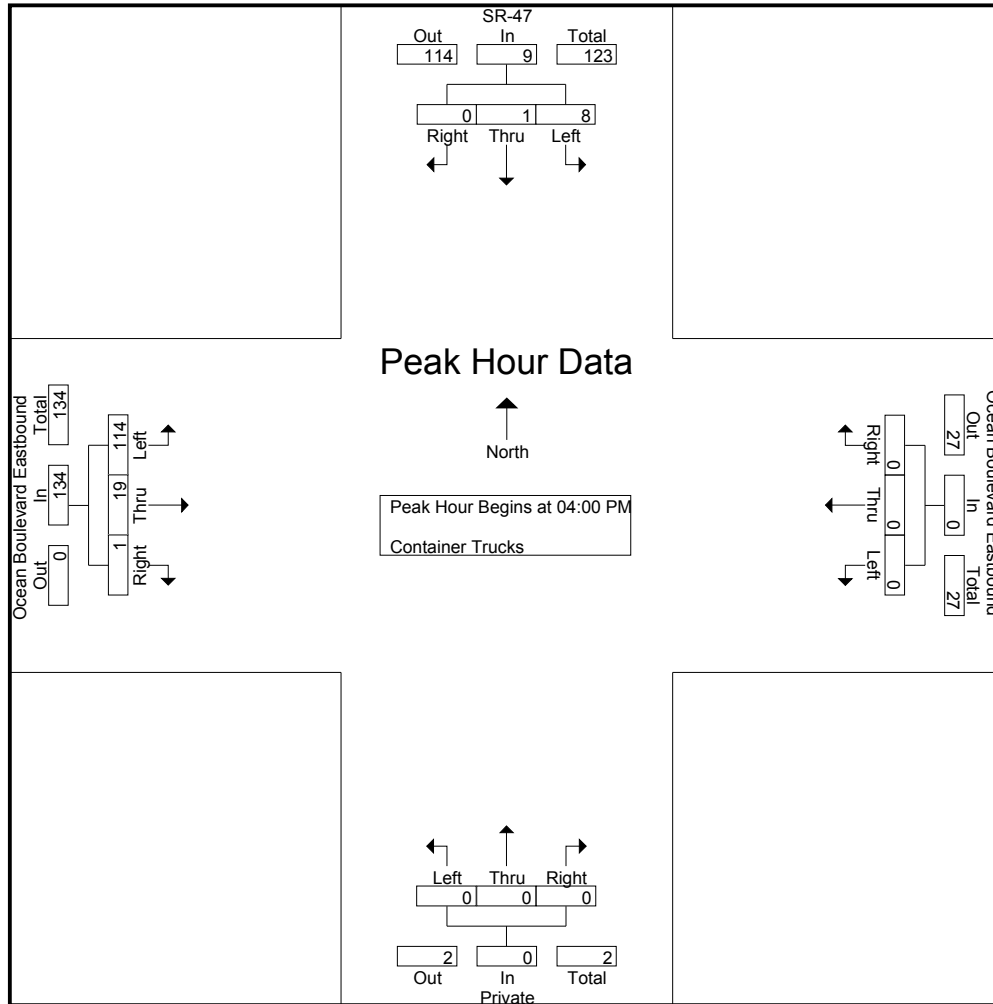 SR-47
Out In Total
114 9 123
0 1 8
Right Thru Left
Peak Hour Data
North
Peak Hour Begins at 04:00 PM
Container Trucks
Ocean Boulevard Eastbound
Out In Total
0 134 134
Right Thru Left
1 19 114
Ocean Boulevard Eastbound
Out In Total
27 0 27
Right Thru Left
0 0 0
Left Thru Right
0 0 0
2 0 2
Out In Total
Private